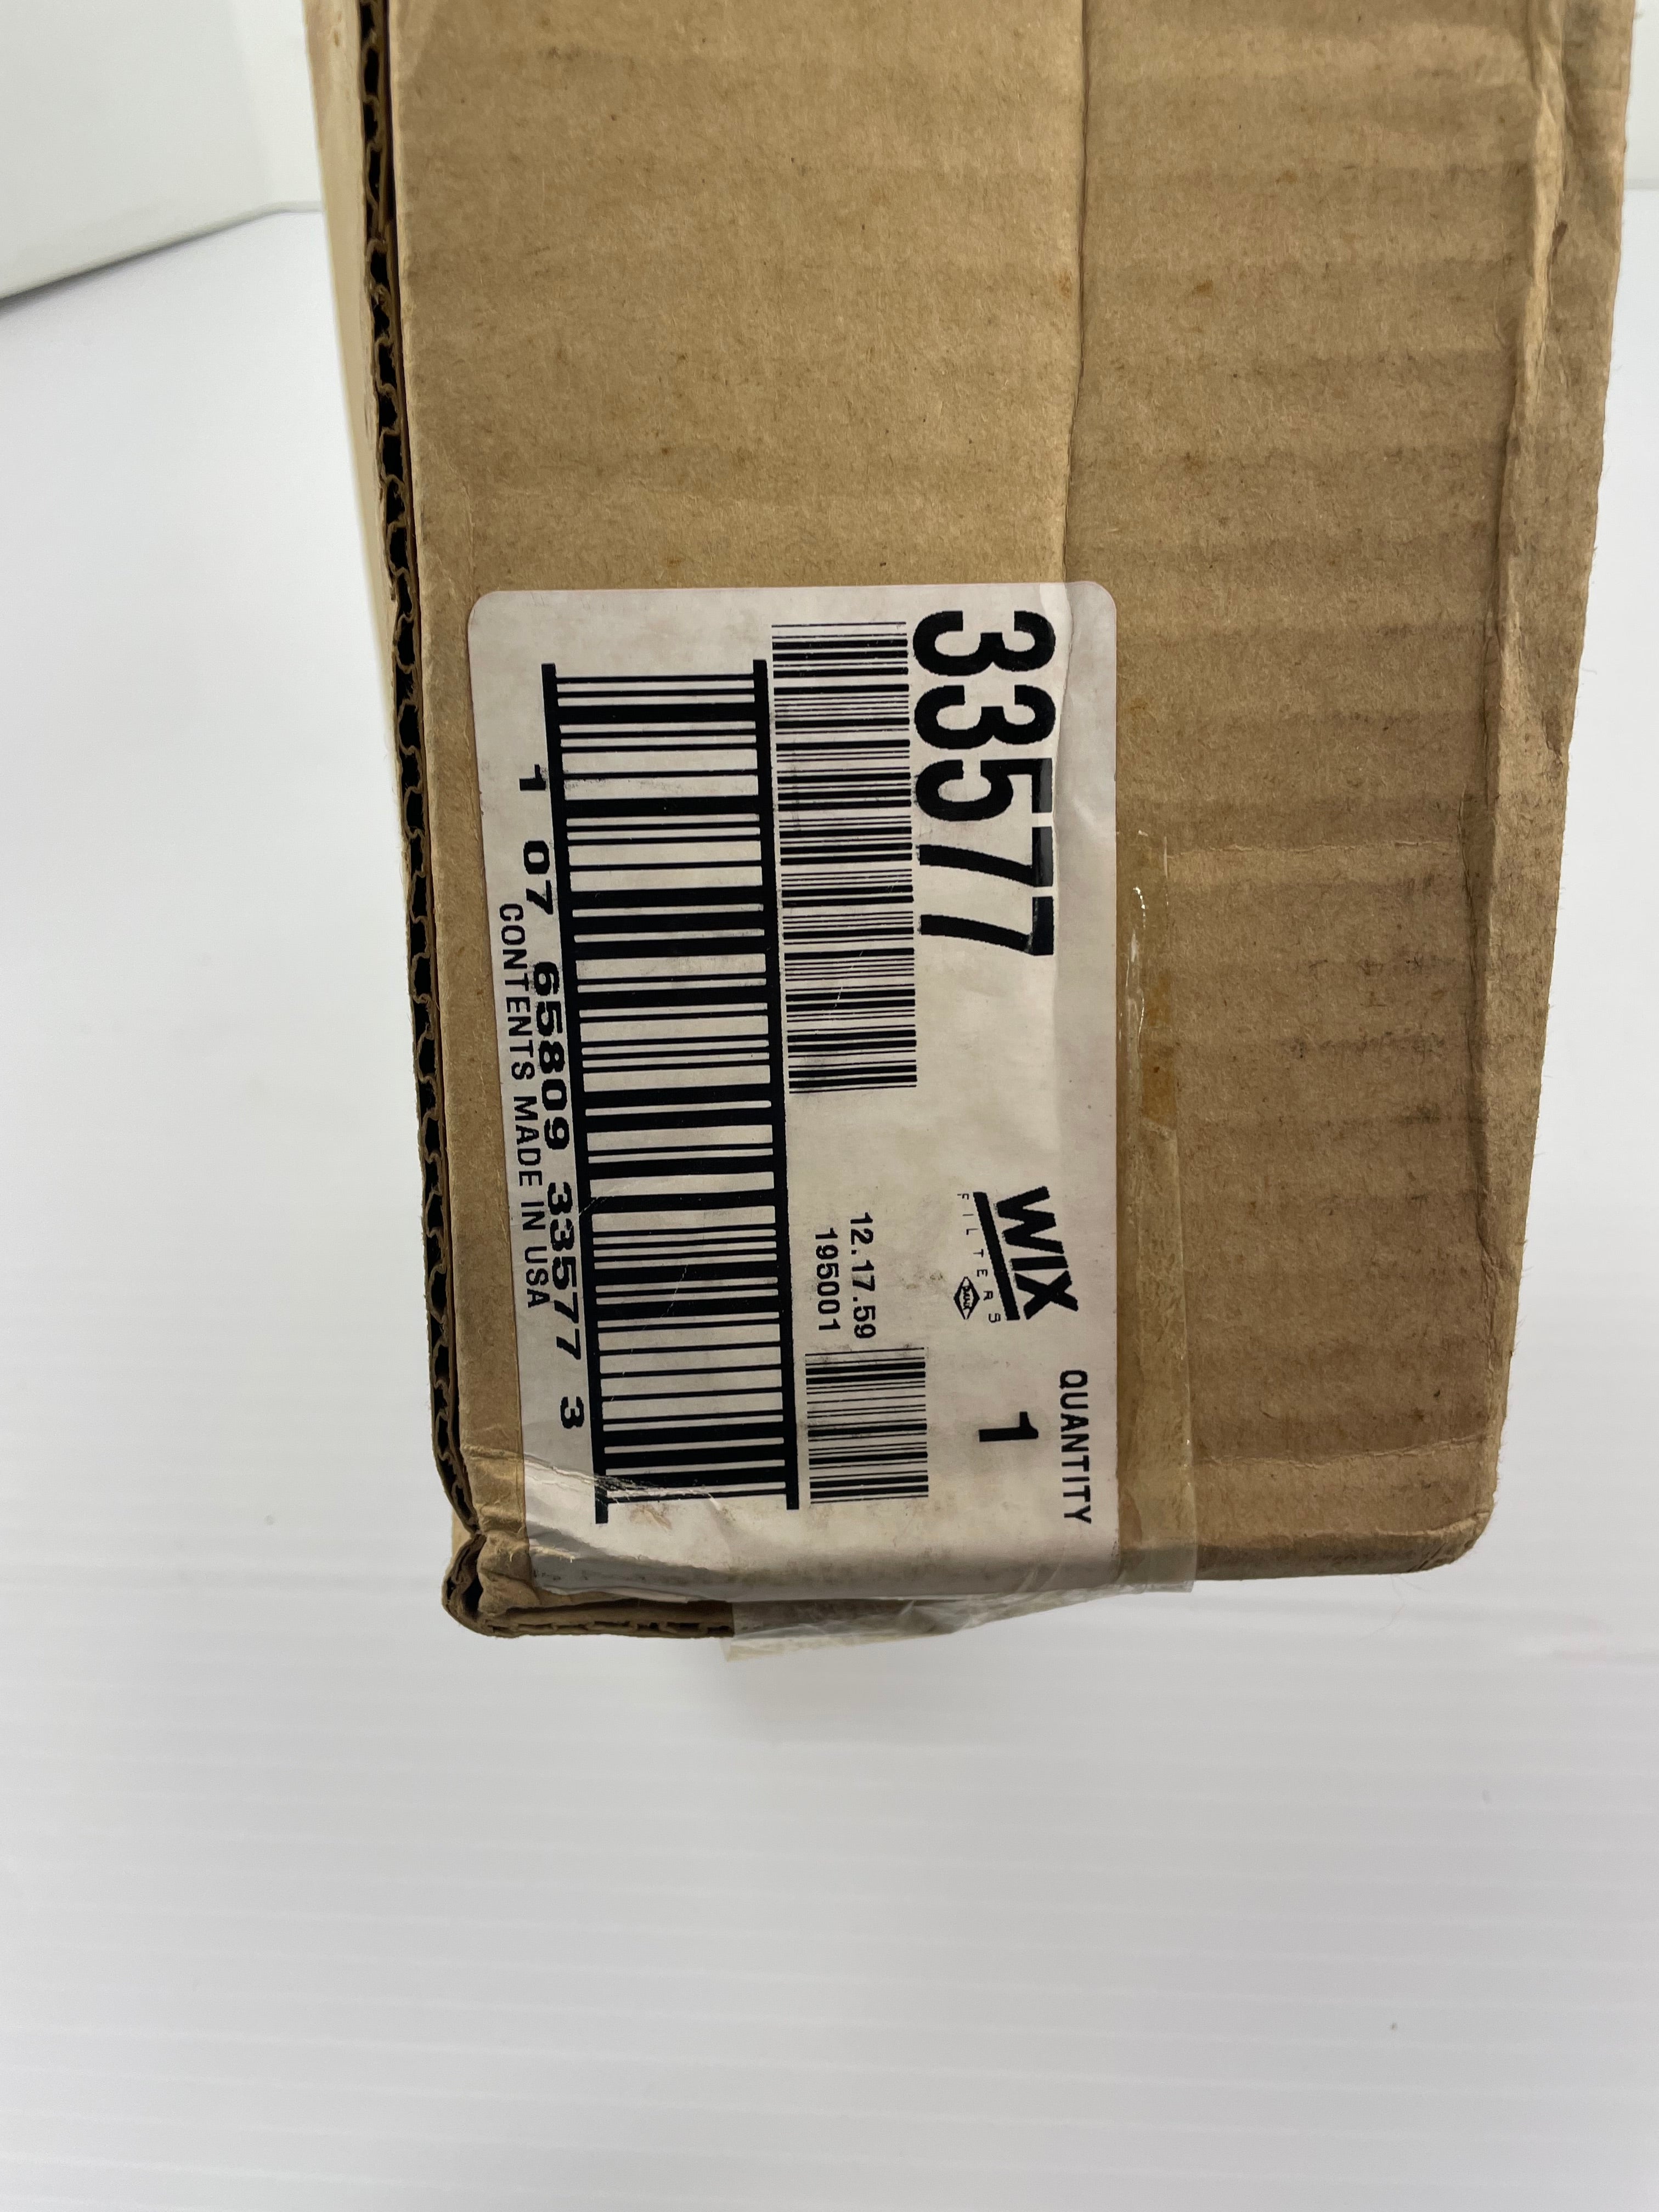 33577
WIX
FILTERS
QUANTITY
1
12.17.59
195001
1 07 65809 33577 3
CONTENTS MADE IN USA